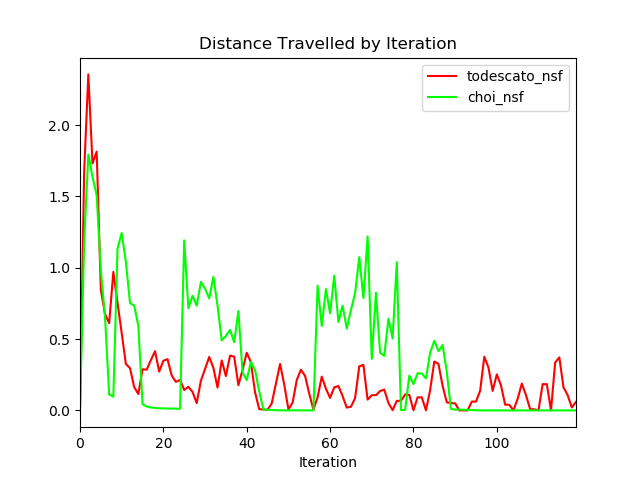 Distance Travelled by Iteration
todescato_nsf
choi_nsf
2.0
1.5
1.0
0.5
0.0
0 20 40 60 80 100
Iteration